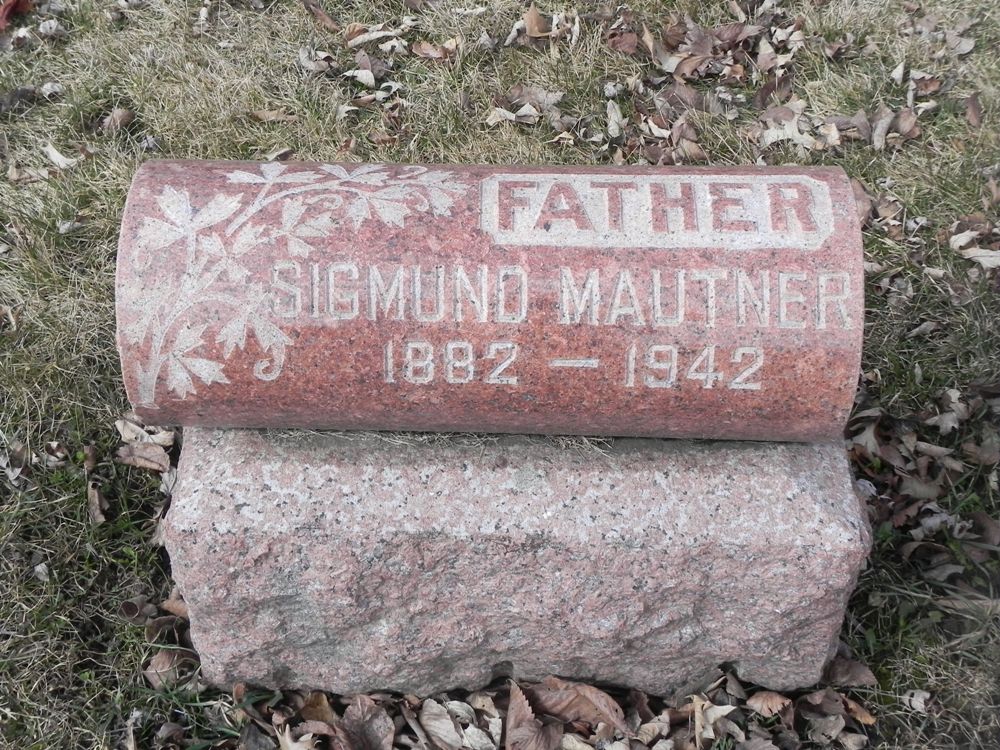 FATHER
SIGMUND MAUTNER
1882 — 1942